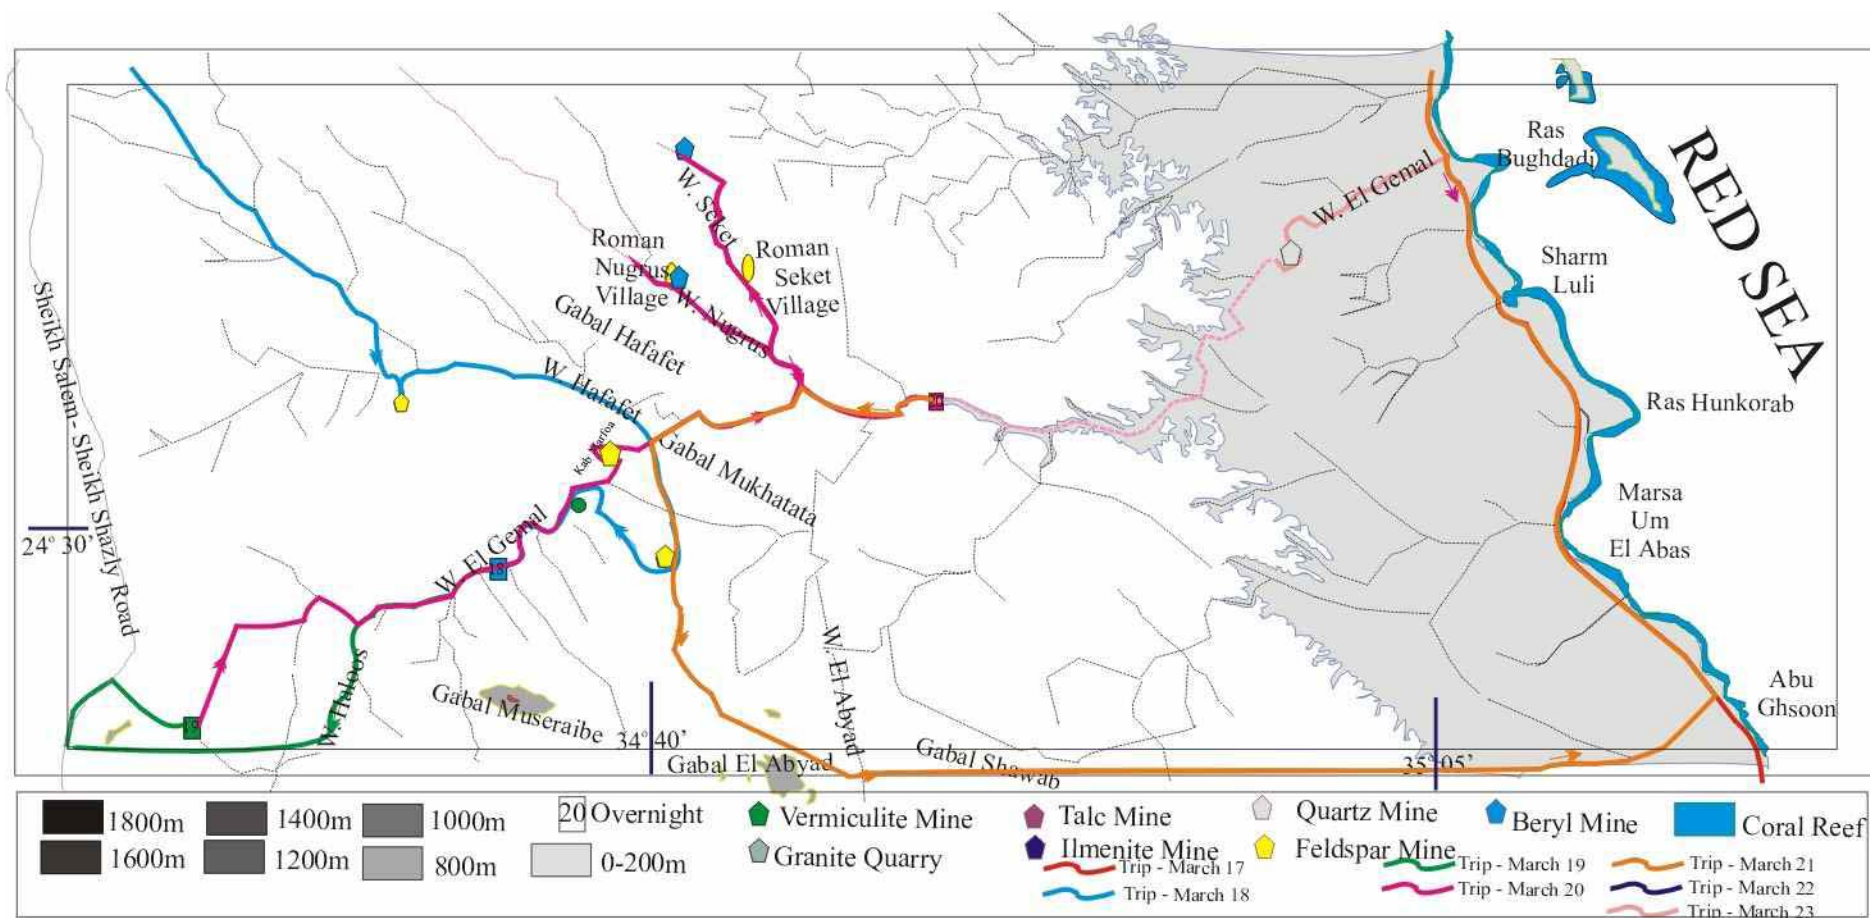 RED SEA
Ras
Bughdadi
W. El Gemal
Sharm
Luli
W. Seket
Roman
Nugrus
Village
Roman
Seket
Village
W. Nugrus
Gabal Hafafet
W. Hafafet
Sheikh Salem - Sheikh Shazly Road
20
Ras Hunkorab
Kab Marfoa
Gabal Mukhatata
Marsa
Um
El Abas
24° 30'
W. El Gemal
18
W. Haloos
W. El Abyad
Abu
Ghsoon
19
Gabal Museraibe
34° 40'
Gabal El Abyad
Gabal Shawab
35° 05'
1800m
1400m
1000m
20 Overnight
Vermiculite Mine
Talc Mine
Quartz Mine
Beryl Mine
Coral Reef
1600m
1200m
800m
0-200m
Granite Quarry
Ilmenite Mine
Feldspar Mine
Trip - March 17
Trip - March 19
Trip - March 21
Trip - March 18
Trip - March 20
Trip - March 22
Trip - March 23